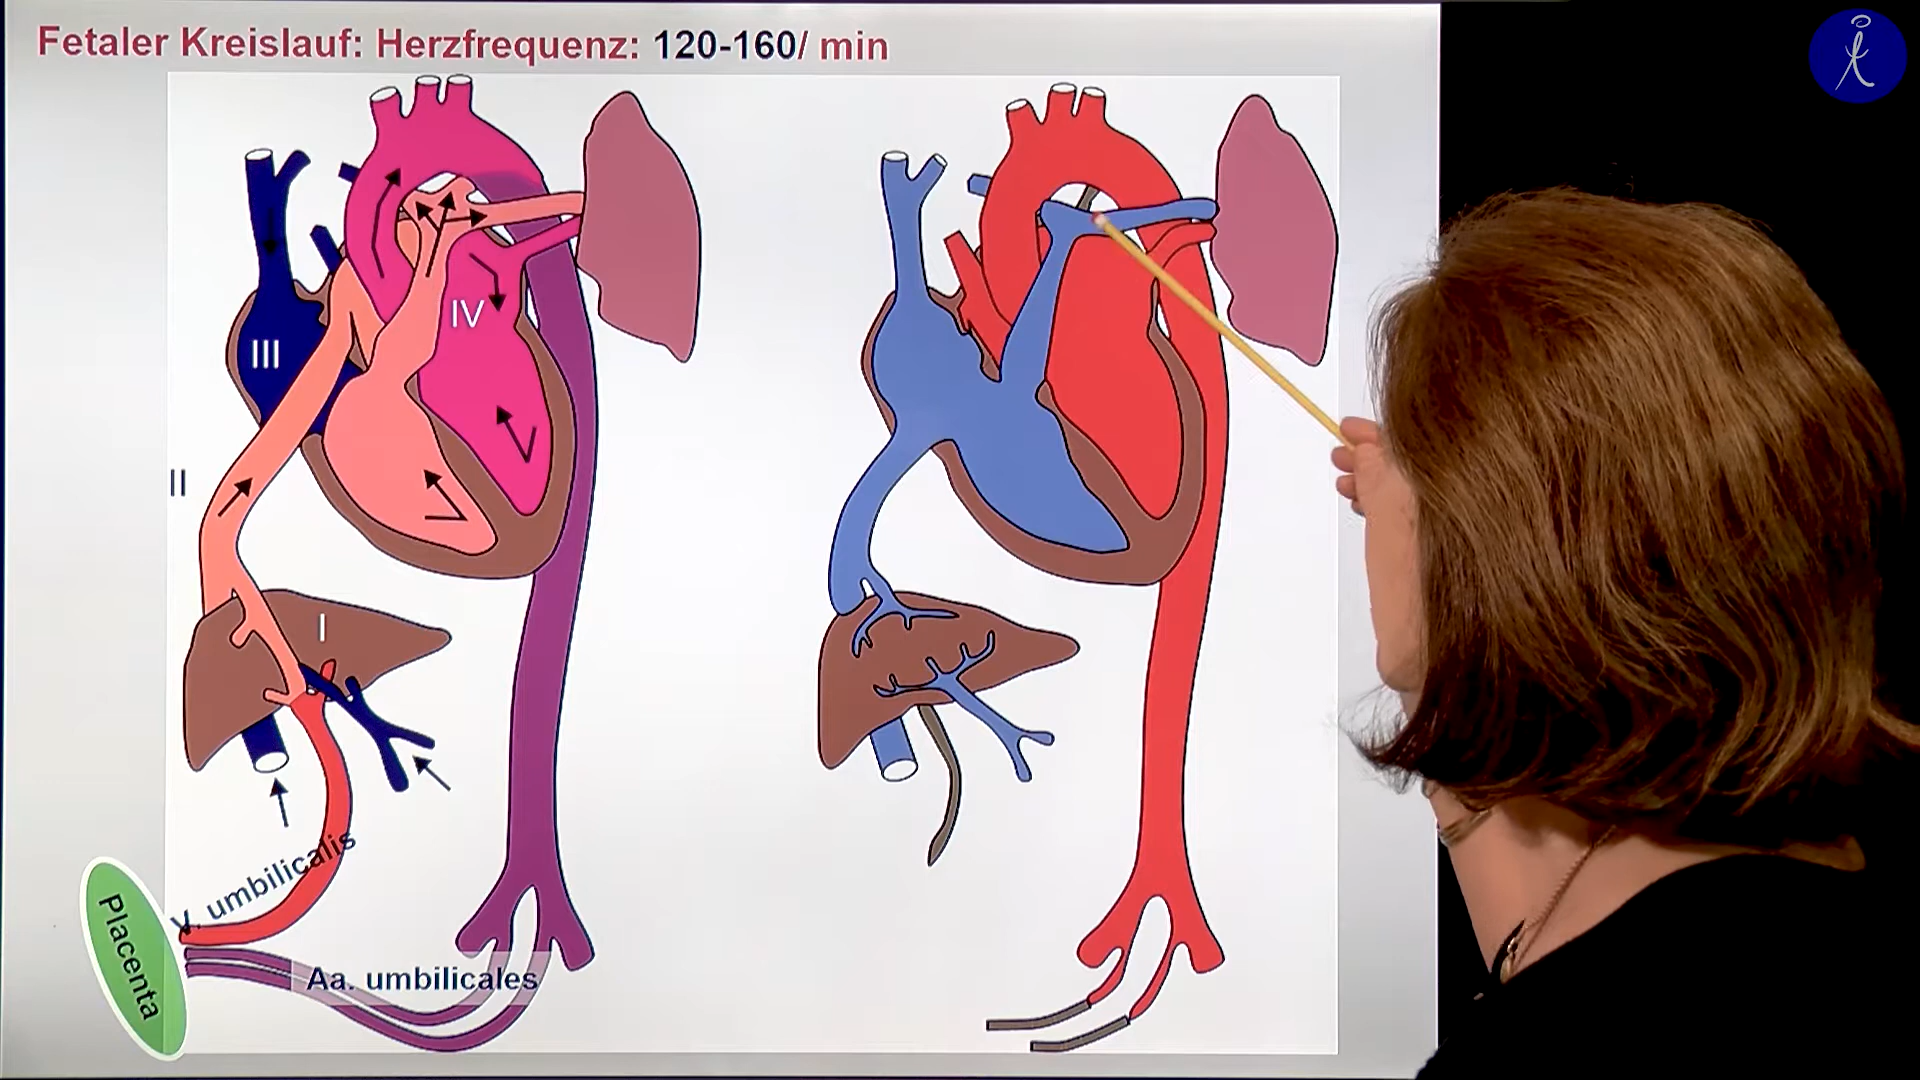 Fetaler Kreislauf: Herzfrequenz: 120-160/ min
III
IV
II
I
V. umbilicalis
Placenta
Aa. umbilicales